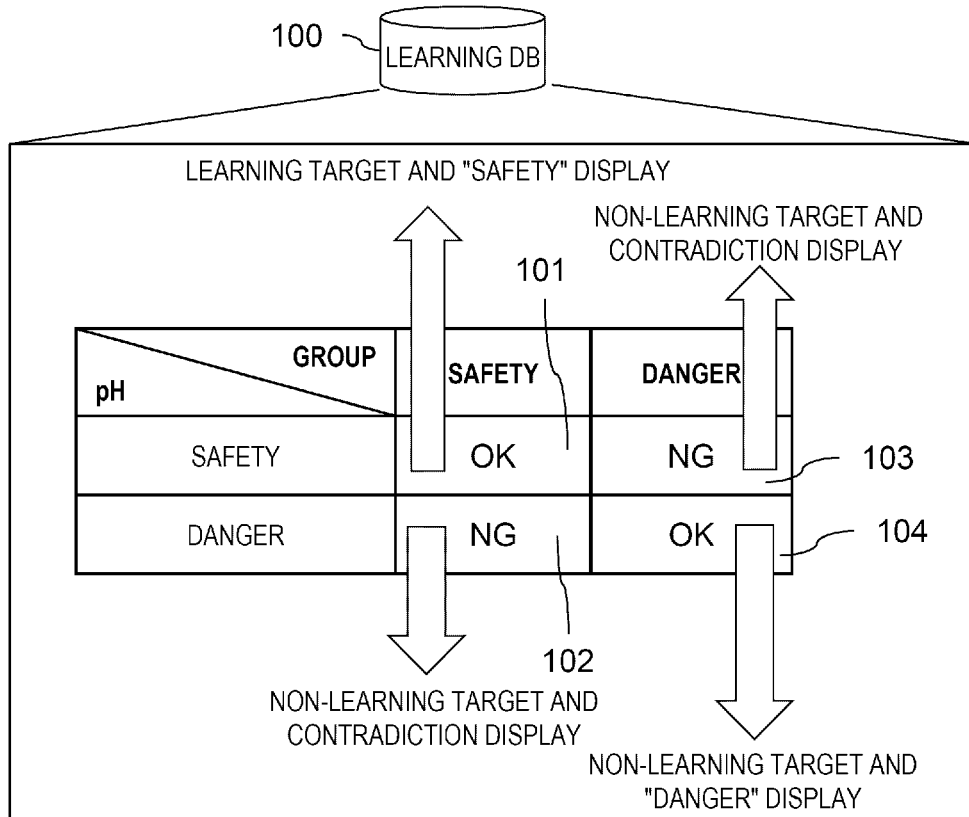 100
LEARNING DB
LEARNING TARGET AND "SAFETY" DISPLAY
NON-LEARNING TARGET AND
CONTRADICTION DISPLAY
101
GROUP
pH
SAFETY
DANGER
SAFETY
OK
NG
103
DANGER
NG
OK
104
102
NON-LEARNING TARGET AND
CONTRADICTION DISPLAY
NON-LEARNING TARGET AND
"DANGER" DISPLAY